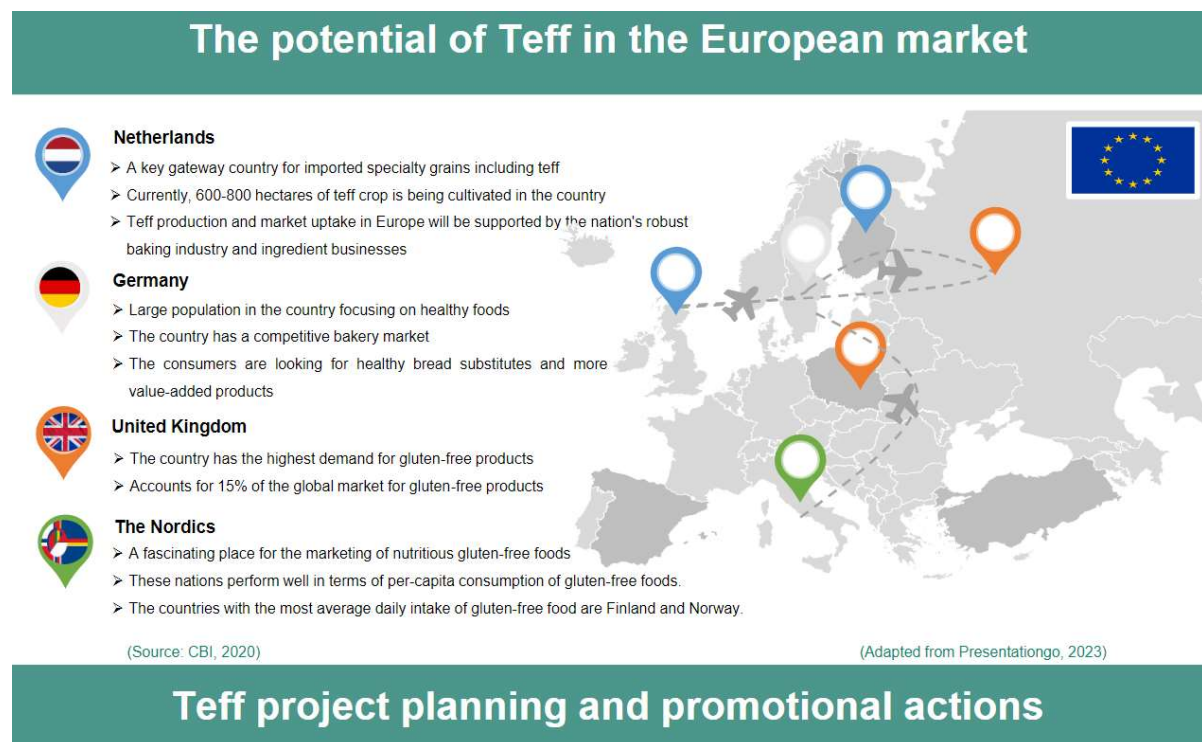 The potential of Teff in the European market
Netherlands
➢ A key gateway country for imported specialty grains including teff
➢ Currently, 600-800 hectares of teff crop is being cultivated in the country
➢ Teff production and market uptake in Europe will be supported by the nation's robust
baking industry and ingredient businesses
Germany
➢ Large population in the country focusing on healthy foods
➢ The country has a competitive bakery market
➢ The consumers are looking for healthy bread substitutes and more
value-added products
United Kingdom
➢ The country has the highest demand for gluten-free products
➢ Accounts for 15% of the global market for gluten-free products
The Nordics
➢ A fascinating place for the marketing of nutritious gluten-free foods
➢ These nations perform well in terms of per-capita consumption of gluten-free foods.
➢ The countries with the most average daily intake of gluten-free food are Finland and Norway.
(Source: CBI, 2020)
(Adapted from Presentationgo, 2023)
Teff project planning and promotional actions